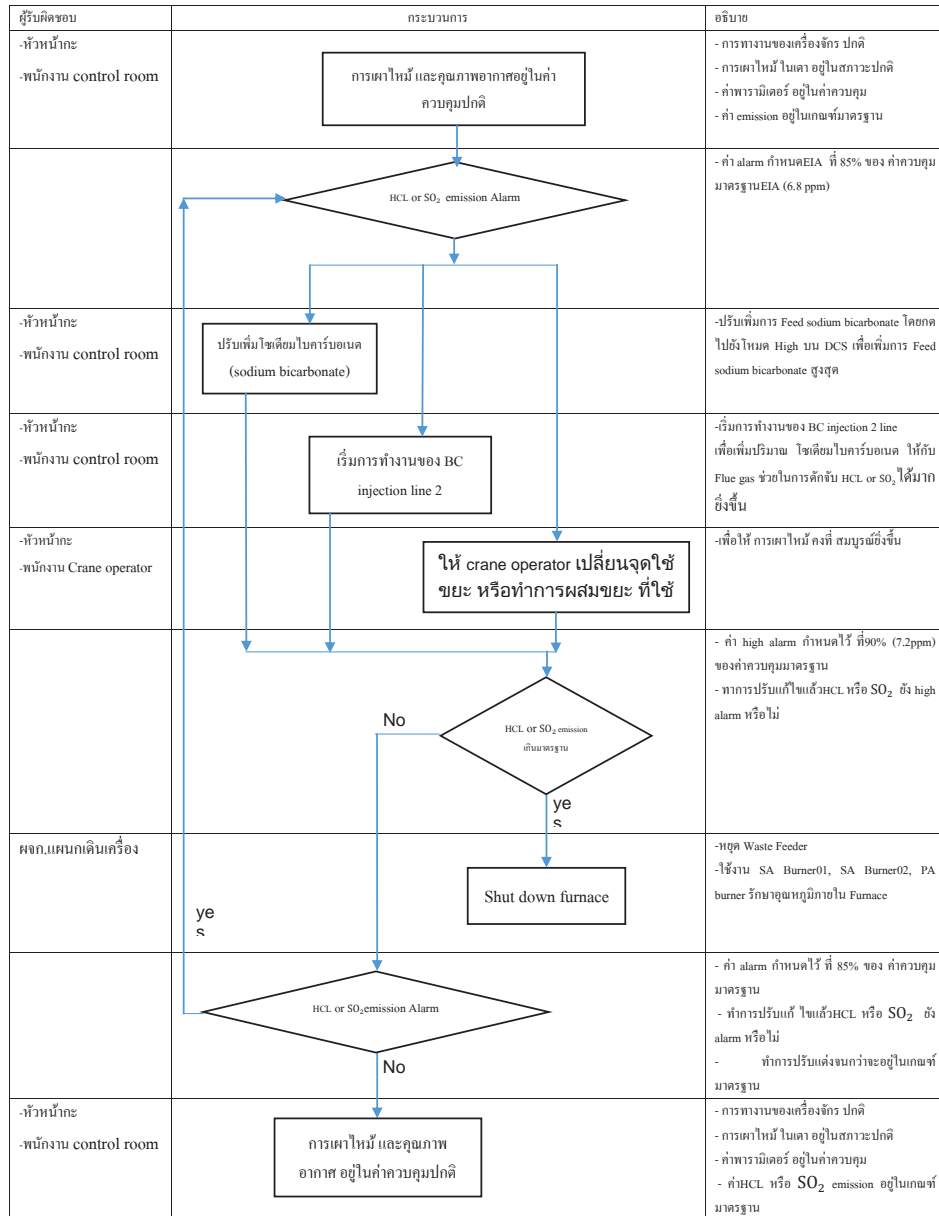 ผู้รับผิดชอบ
กระบวนการ
อธิบาย
-หัวหน้ากะ
-พนักงาน control room
การเผาไหม้ และคุณภาพอากาศอยู่ในค่า
ควบคุมปกติ
- การทางานของเครื่องจักร ปกติ
- การเผาไหม้ ในเตา อยู่ในสภาวะปกติ
- ค่าพารามิเตอร์ อยู่ในค่าควบคุม
- ค่า emission อยู่ในเกณฑ์มาตรฐาน
HCL or SO₂ emission Alarm
- ค่า alarm กำหนดEIA ที่ 85% ของ ค่าควบคุม
มาตรฐานEIA (6.8 ppm)
-หัวหน้ากะ
-พนักงาน control room
ปรับเพิ่มโซเดียมไบคาร์บอเนต
(sodium bicarbonate)
-ปรับเพิ่มการ Feed sodium bicarbonate โดยกด
ไปยังโหมด High บน DCS เพื่อเพิ่มการ Feed
sodium bicarbonate สูงสุด
-หัวหน้ากะ
-พนักงาน control room
เริ่มการทำงานของ BC
injection line 2
-เริ่มการทำงานของ BC injection 2 line
เพื่อเพิ่มปริมาณ โซเดียมไบคาร์บอเนต ให้กับ
Flue gas ช่วยในการดักจับ HCL or SO₂ ได้มาก
ยิ่งขึ้น
-หัวหน้ากะ
-พนักงาน Crane operator
ให้ crane operator เปลี่ยนจุดใช้
ขยะ หรือทำการผสมขยะ ที่ใช้
-เพื่อให้ การเผาไหม้ คงที่ สมบูรณ์ยิ่งขึ้น
- ค่า high alarm กำหนดไว้ ที่90% (7.2ppm)
ของค่าควบคุมมาตรฐาน
- ทาการปรับแก้ไขแล้วHCL หรือ SO₂ ยัง high
alarm หรือไม่
No
HCL or SO₂ emission
เกินมาตรฐาน
ye
s
ผจก.แผนกเดินเครื่อง
Shut down furnace
-หยุด Waste Feeder
-ใช้งาน SA Burner01, SA Burner02, PA
burner รักษาอุณหภูมิภายใน Furnace
ye
s
HCL or SO₂emission Alarm
- ค่า alarm กำหนดไว้ ที่ 85% ของ ค่าควบคุม
มาตรฐาน
- ทำการปรับแก้ ไขแล้วHCL หรือ SO₂ ยัง
alarm หรือไม่
- ทำการปรับแต่งจนกว่าจะอยู่ในเกณฑ์
มาตรฐาน
No
-หัวหน้ากะ
-พนักงาน control room
การเผาไหม้ และคุณภาพ
อากาศ อยู่ในค่าควบคุมปกติ
- การทางานของเครื่องจักร ปกติ
- การเผาไหม้ ในเตา อยู่ในสภาวะปกติ
- ค่าพารามิเตอร์ อยู่ในค่าควบคุม
- ค่าHCL หรือ SO₂ emission อยู่ในเกณฑ์
มาตรฐาน